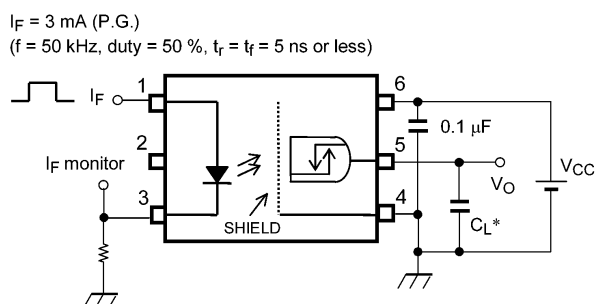 IF = 3 mA (P.G.)
(f = 50 kHz, duty = 50 %, tr = tf = 5 ns or less)
IF
1
2
IF monitor
3
SHIELD
6
0.1 μF
5
VO
VCC
4
CL*